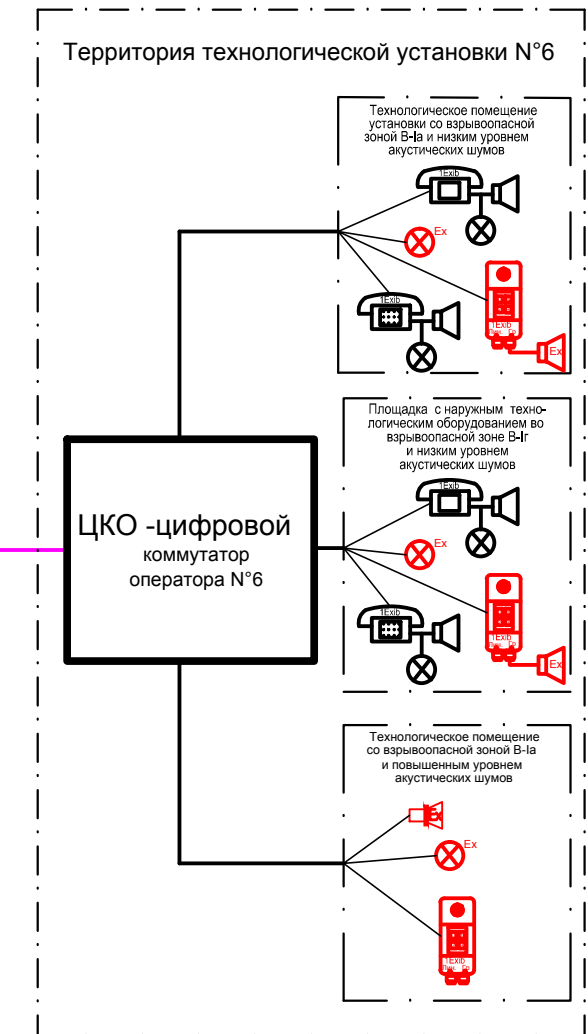 Территория технологической установки N°6
Технологическое помещение
установки со взрывоопасной
зоной В-Iа и низким уровнем
акустических шумов
1Exib
Ex
1Exib
1Exib
Ex
Площадка с наружным техно-
логическим оборудованием во
взрывоопасной зоне В-Iг
и низким уровнем
акустических шумов
1Exib
Ex
1Exib
1Exib
Ex
ЦКО -цифровой
коммутатор
оператора N°6
Технологическое помещение
со взрывоопасной зоной В-Iа
и повышенным уровнем
акустических шумов
Ex
Ex
1Exib